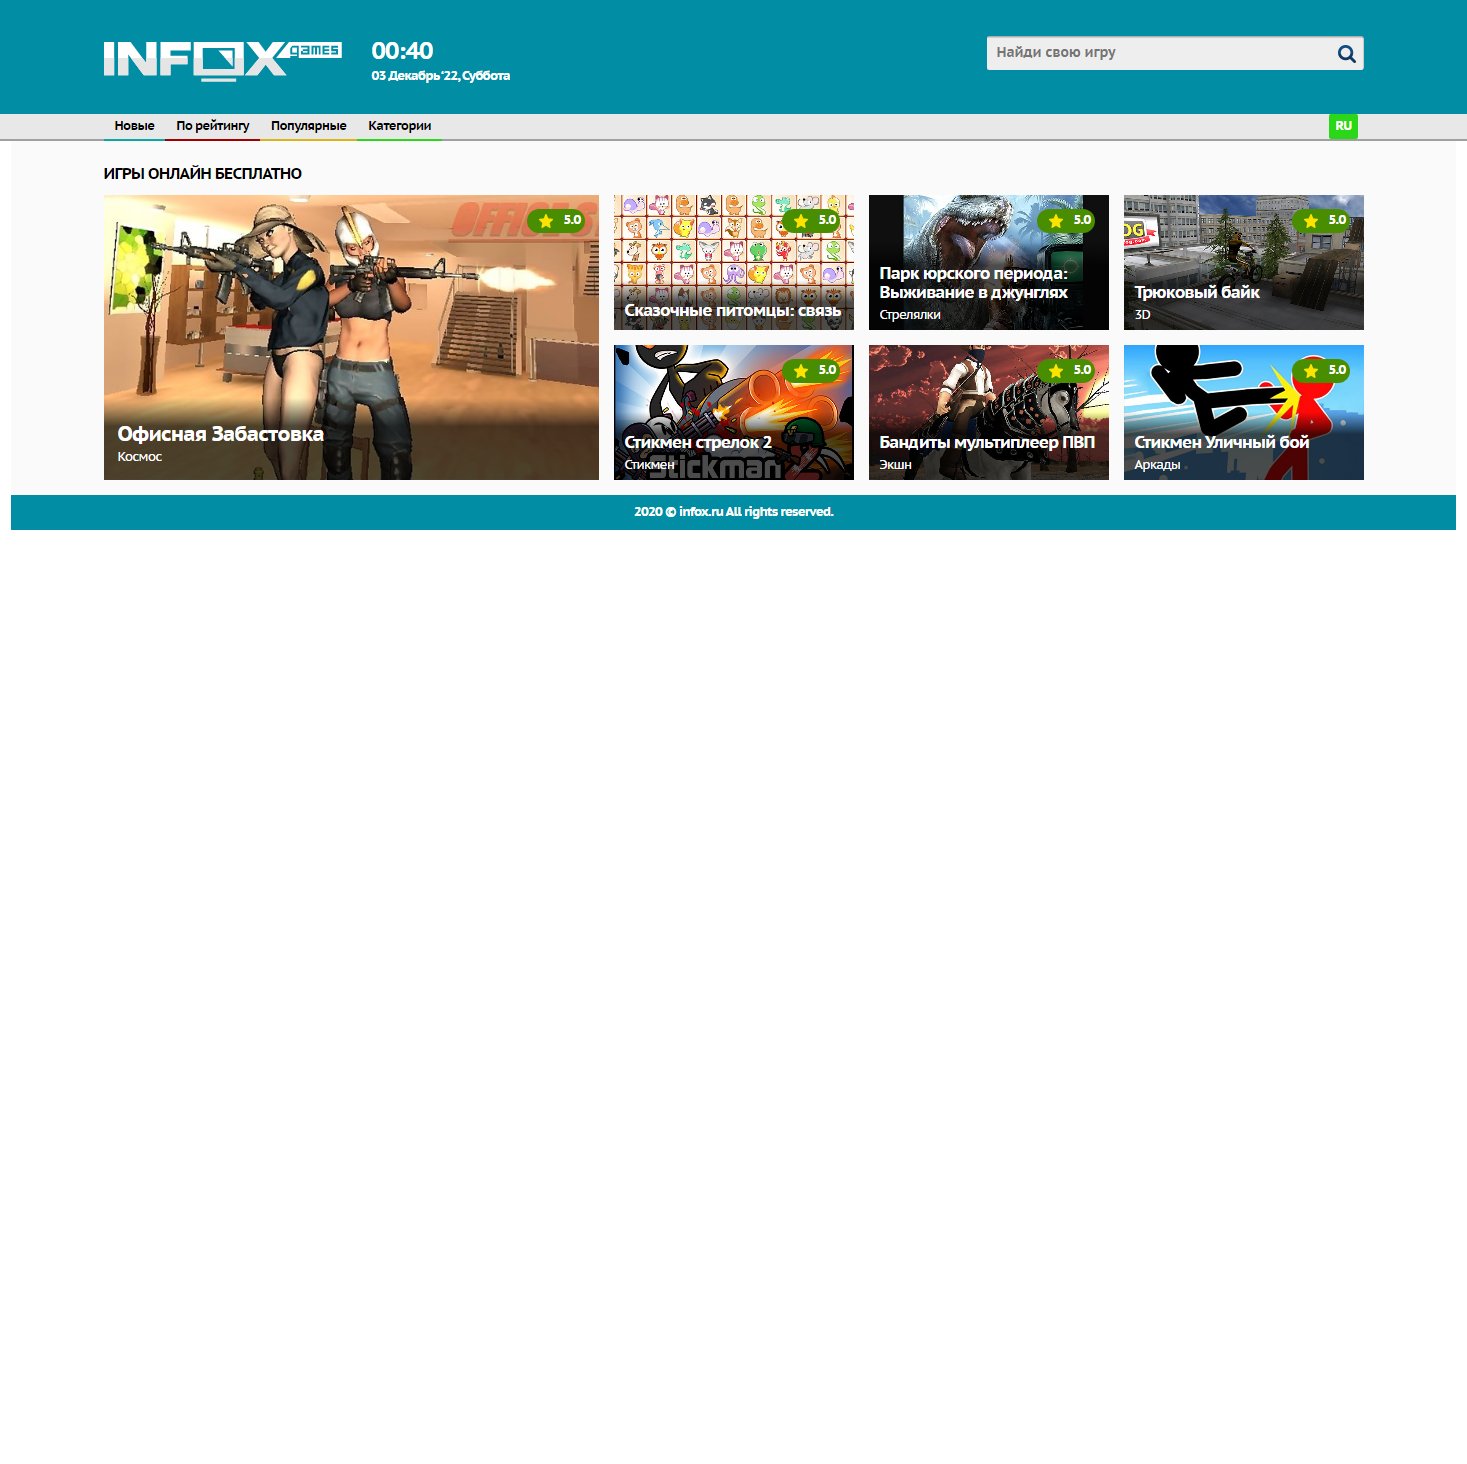 INFOX games
00:40
03 Декабрь '22, Суббота
Найди свою игру
Новые
По рейтингу
Популярные
Категории
RU
ИГРЫ ОНЛАЙН БЕСПЛАТНО
5.0
Офисная Забастовка
Космос
5.0
Сказочные питомцы: связь
5.0
Парк юрского периода:
Выживание в джунглях
Стрелялки
5.0
Трюковый байк
3D
5.0
Стикмен стрелок 2
Стикмен
Stickman
5.0
Бандиты мультиплеер ПВП
Экшн
5.0
Стикмен Уличный бой
Аркады
2020 © infox.ru All rights reserved.